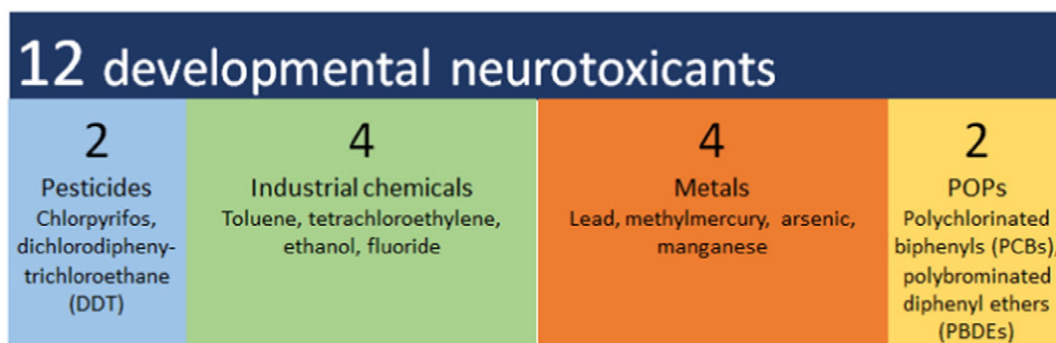 12 developmental neurotoxicants
2
Pesticides
Chlorpyrifos,
dichlorodipheny-
trichloroethane
(DDT)
4
Industrial chemicals
Toluene, tetrachloroethylene,
ethanol, fluoride
4
Metals
Lead, methylmercury, arsenic,
manganese
2
POPs
Polychlorinated
biphenyls (PCBs),
polybrominated
diphenyl ethers
(PBDEs)